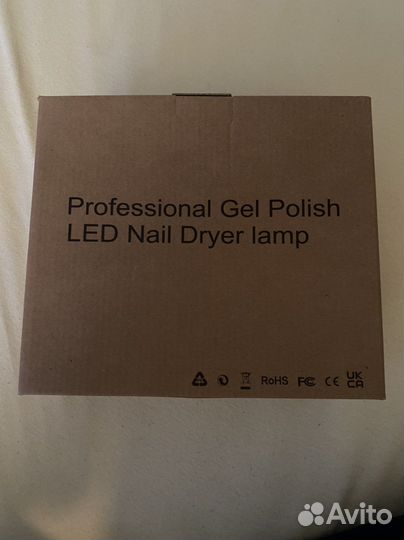 Professional Gel Polish
LED Nail Dryer lamp
RoHS FC CE UK CA
Avito